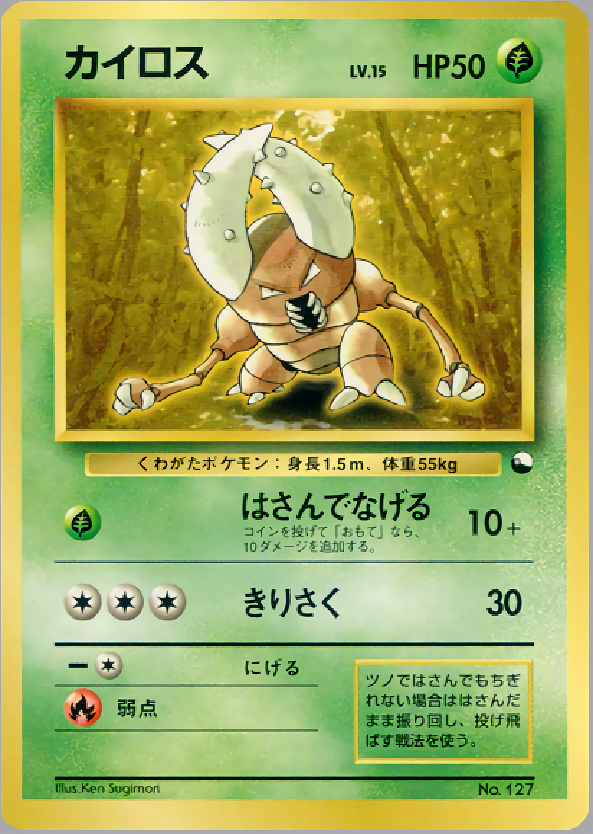 カイロス LV.15 HP50
くわがたポケモン：身長1.5m、体重55kg
はさんでなげる 10+
コインを投げて「おもて」なら、
10ダメージを追加する。
きりさく 30
− にげる
弱点
ツノではさんでもちぎ
れない場合ははさんだ
まま振り回し、投げ飛
ばす戦法を使う。
Illus.Ken Sugimori No. 127